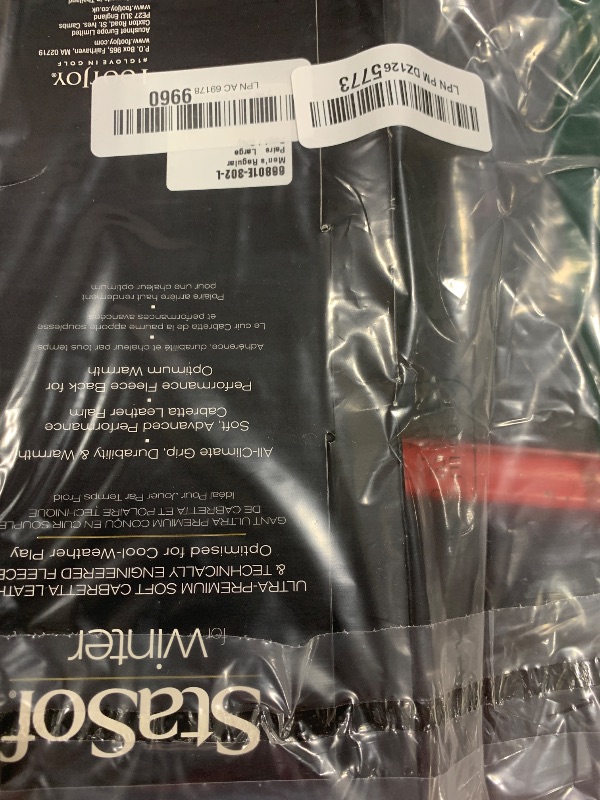 StaSof®
for
winter
ULTRA-PREMIUM SOFT CABRETTA LEATH
& TECHNICALLY ENGINEERED FLEECE
Optimised for Cool-Weather Play
GANT ULTRA PREMIUM CONÇU EN CUIR SOUPLE
DE CABRETTA ET POLAIRE TECHNIQUE
Idéal Pour Jouer Par Temps Froid
All-Climate Grip, Durability & Warmth
Soft, Advanced Performance
Cabretta Leather Palm
Performance Fleece Back for
Optimum Warmth
Adhérence, durabilité et chaleur par tous temps
Le cuir Cabretta de la paume apporte souplesse
et performances avancées
Polaire arrière haut rendement
pour une chaleur optimum
88801E-302-L
Men's Regular
Pairs Large
LPN AC 69178 9960
LPN PM DZ126 5773
FOOTJOY®
#1 GLOVE IN GOLF
P.O. Box 965, Fairhaven, MA 02719
www.footjoy.com
Acushnet Europe Limited
Caxton Road, St. Ives, Cambs
PE27 3LU England
www.footjoy.co.uk